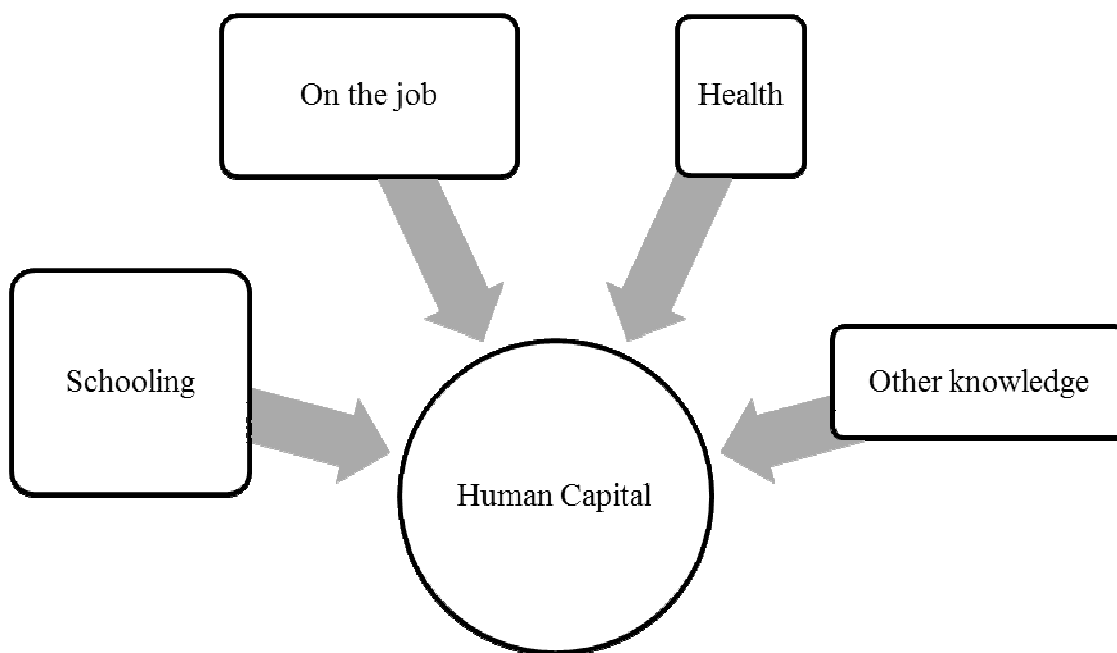 On the job
Health
Schooling
Other knowledge
Human Capital